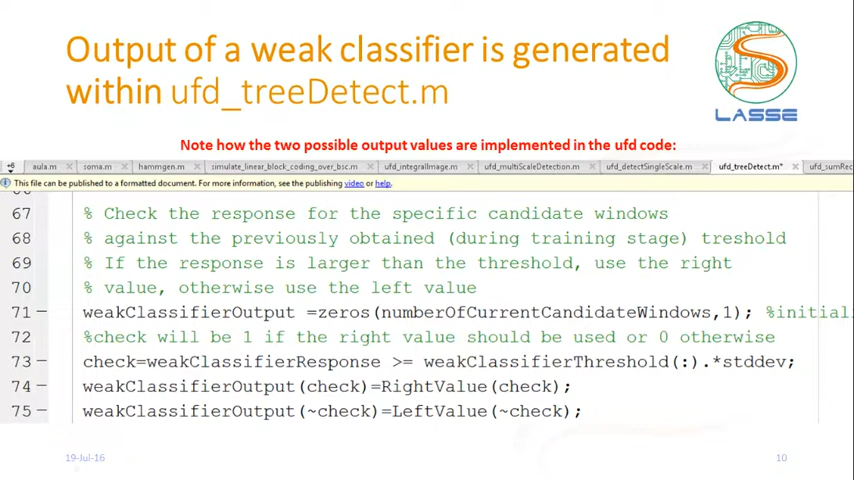 Output of a weak classifier is generated
within ufd_treeDetect.m
LASSE
Note how the two possible output values are implemented in the ufd code:
+6 aula.m soma.m hammgen.m simulate_linear_block_coding_over_bsc.m ufd_integralImage.m ufd_multiScaleDetection.m ufd_detectSingleScale.m ufd_treeDetect.m* ufd_sumRec
This file can be published to a formatted document. For more information, see the publishing video or help.
67 % Check the response for the specific candidate windows
68 % against the previously obtained (during training stage) treshold
69 % If the response is larger than the threshold, use the right
70 % value, otherwise use the left value
71 – weakClassifierOutput =zeros(numberOfCurrentCandidateWindows,1); %initial
72 %check will be 1 if the right value should be used or 0 otherwise
73 – check=weakClassifierResponse >= weakClassifierThreshold(:).*stddev;
74 – weakClassifierOutput(check)=RightValue(check);
75 – weakClassifierOutput(~check)=LeftValue(~check);
19-Jul-16
10